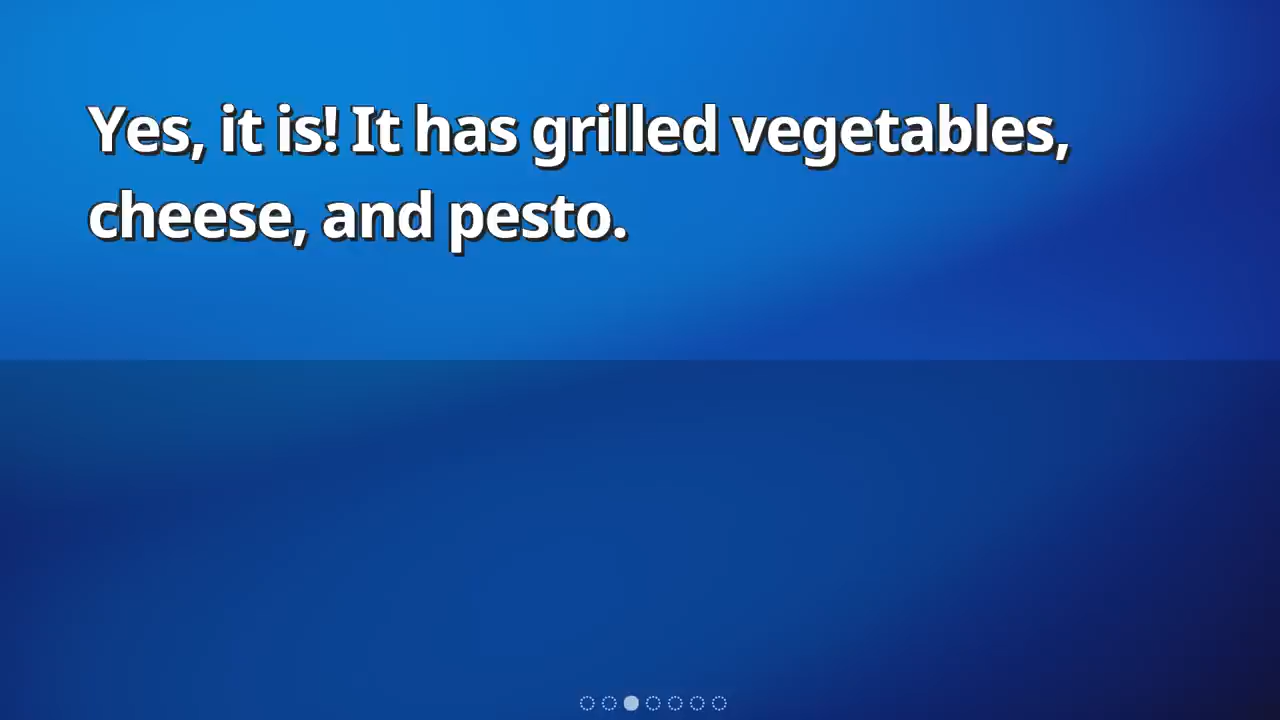 Yes, it is! It has grilled vegetables,
cheese, and pesto.